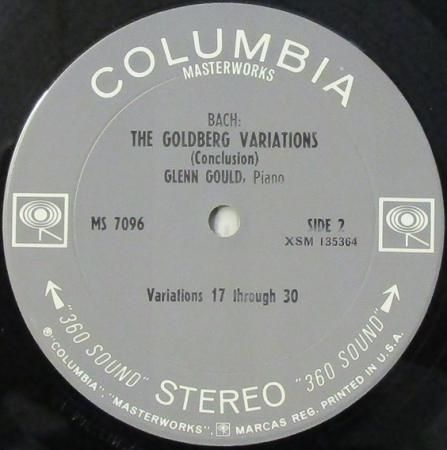 COLUMBIA
MASTERWORKS
BACH:
THE GOLDBERG VARIATIONS
(Conclusion)
GLENN GOULD, Piano
MS 7096
SIDE 2
XSM 135364
Variations 17 through 30
"360 SOUND" STEREO "360 SOUND"
℗"COLUMBIA", "MASTERWORKS", MARCAS REG. PRINTED IN U.S.A.